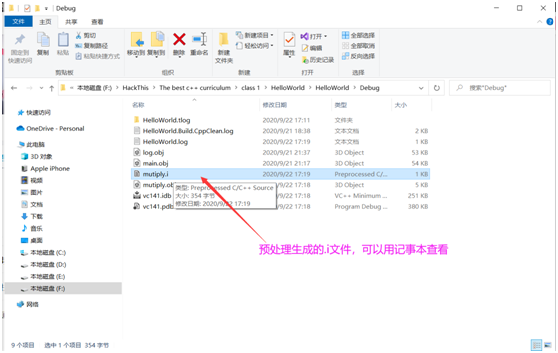 Debug
文件 主页 共享 查看
固定到快速访问 复制 粘贴 剪切 复制路径 粘贴快捷方式 移动到 复制到 删除 重命名 新建文件夹 新建项目 轻松访问 属性 打开 编辑 历史记录 全部选择 全部取消 反向选择
剪贴板 组织 新建 打开 选择
本地磁盘 (F:) > HackThis > The best c++ curriculum > class 1 > HelloWorld > HelloWorld > Debug
搜索"Debug"
名称 修改日期 类型 大小
HelloWorld.tlog 2020/9/22 17:11 文件夹
HelloWorld.Build.CppClean.log 2020/9/21 18:38 文本文档 2 KB
HelloWorld.log 2020/9/22 17:19 文本文档 1 KB
log.obj 2020/9/21 21:37 3D Object 53 KB
main.obj 2020/9/21 21:17 3D Object 54 KB
mutiply.i 2020/9/22 17:19 Preprocessed C/... 1 KB
mutiply.ob 2020/9/22 17:18 3D Object 5 KB
vc141.idb 2020/9/22 17:18 VC++ Minimum ... 251 KB
vc141.pdb 2020/9/22 17:18 Program Debug ... 380 KB
类型: Preprocessed C/C++ Source
大小: 354 字节
修改日期: 2020/9/22 17:19
快速访问
OneDrive - Personal
此电脑
3D 对象
Apple iPhone
视频
图片
文档
下载
音乐
桌面
本地磁盘 (C:)
本地磁盘 (D:)
本地磁盘 (E:)
本地磁盘 (F:)
网络
预处理生成的.i文件，可以用记事本查看
9 个项目 选中 1 个项目 354 字节